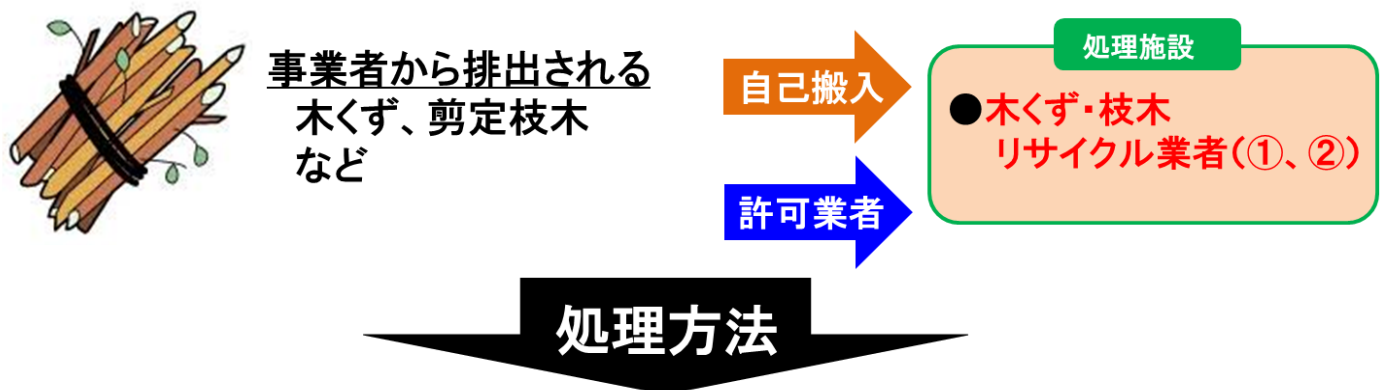 事業者から排出される
木くず、剪定枝木
など
自己搬入
許可業者
処理施設
●木くず・枝木
リサイクル業者(①、②)
処理方法